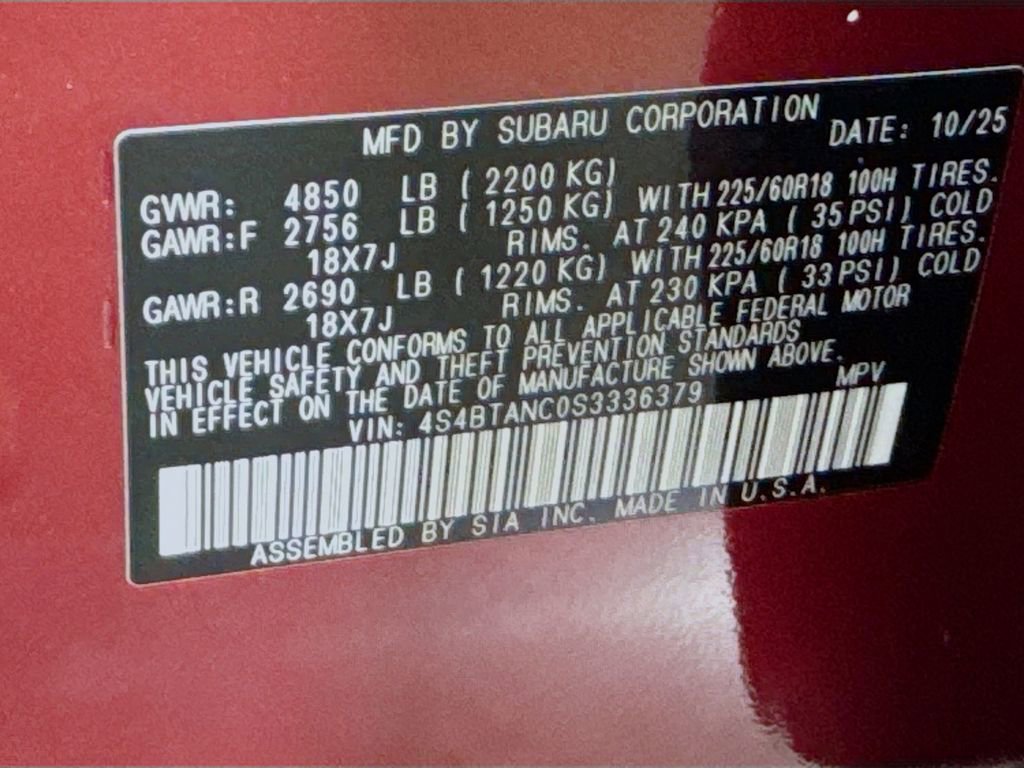 MFD BY SUBARU CORPORATION DATE: 10/25
GVWR: 4850 LB ( 2200 KG)
GAWR:F 2756 LB ( 1250 KG) WITH 225/60R18 100H TIRES.
18X7J RIMS. AT 240 KPA ( 35 PSI) COLD
GAWR:R 2690 LB ( 1220 KG) WITH 225/60R18 100H TIRES.
18X7J RIMS. AT 230 KPA ( 33 PSI) COLD
THIS VEHICLE CONFORMS TO ALL APPLICABLE FEDERAL MOTOR
VEHICLE SAFETY AND THEFT PREVENTION STANDARDS
IN EFFECT ON THE DATE OF MANUFACTURE SHOWN ABOVE.
VIN: 4S4BTANC0S3336379 MPV
ASSEMBLED BY SIA INC. MADE IN U.S.A.